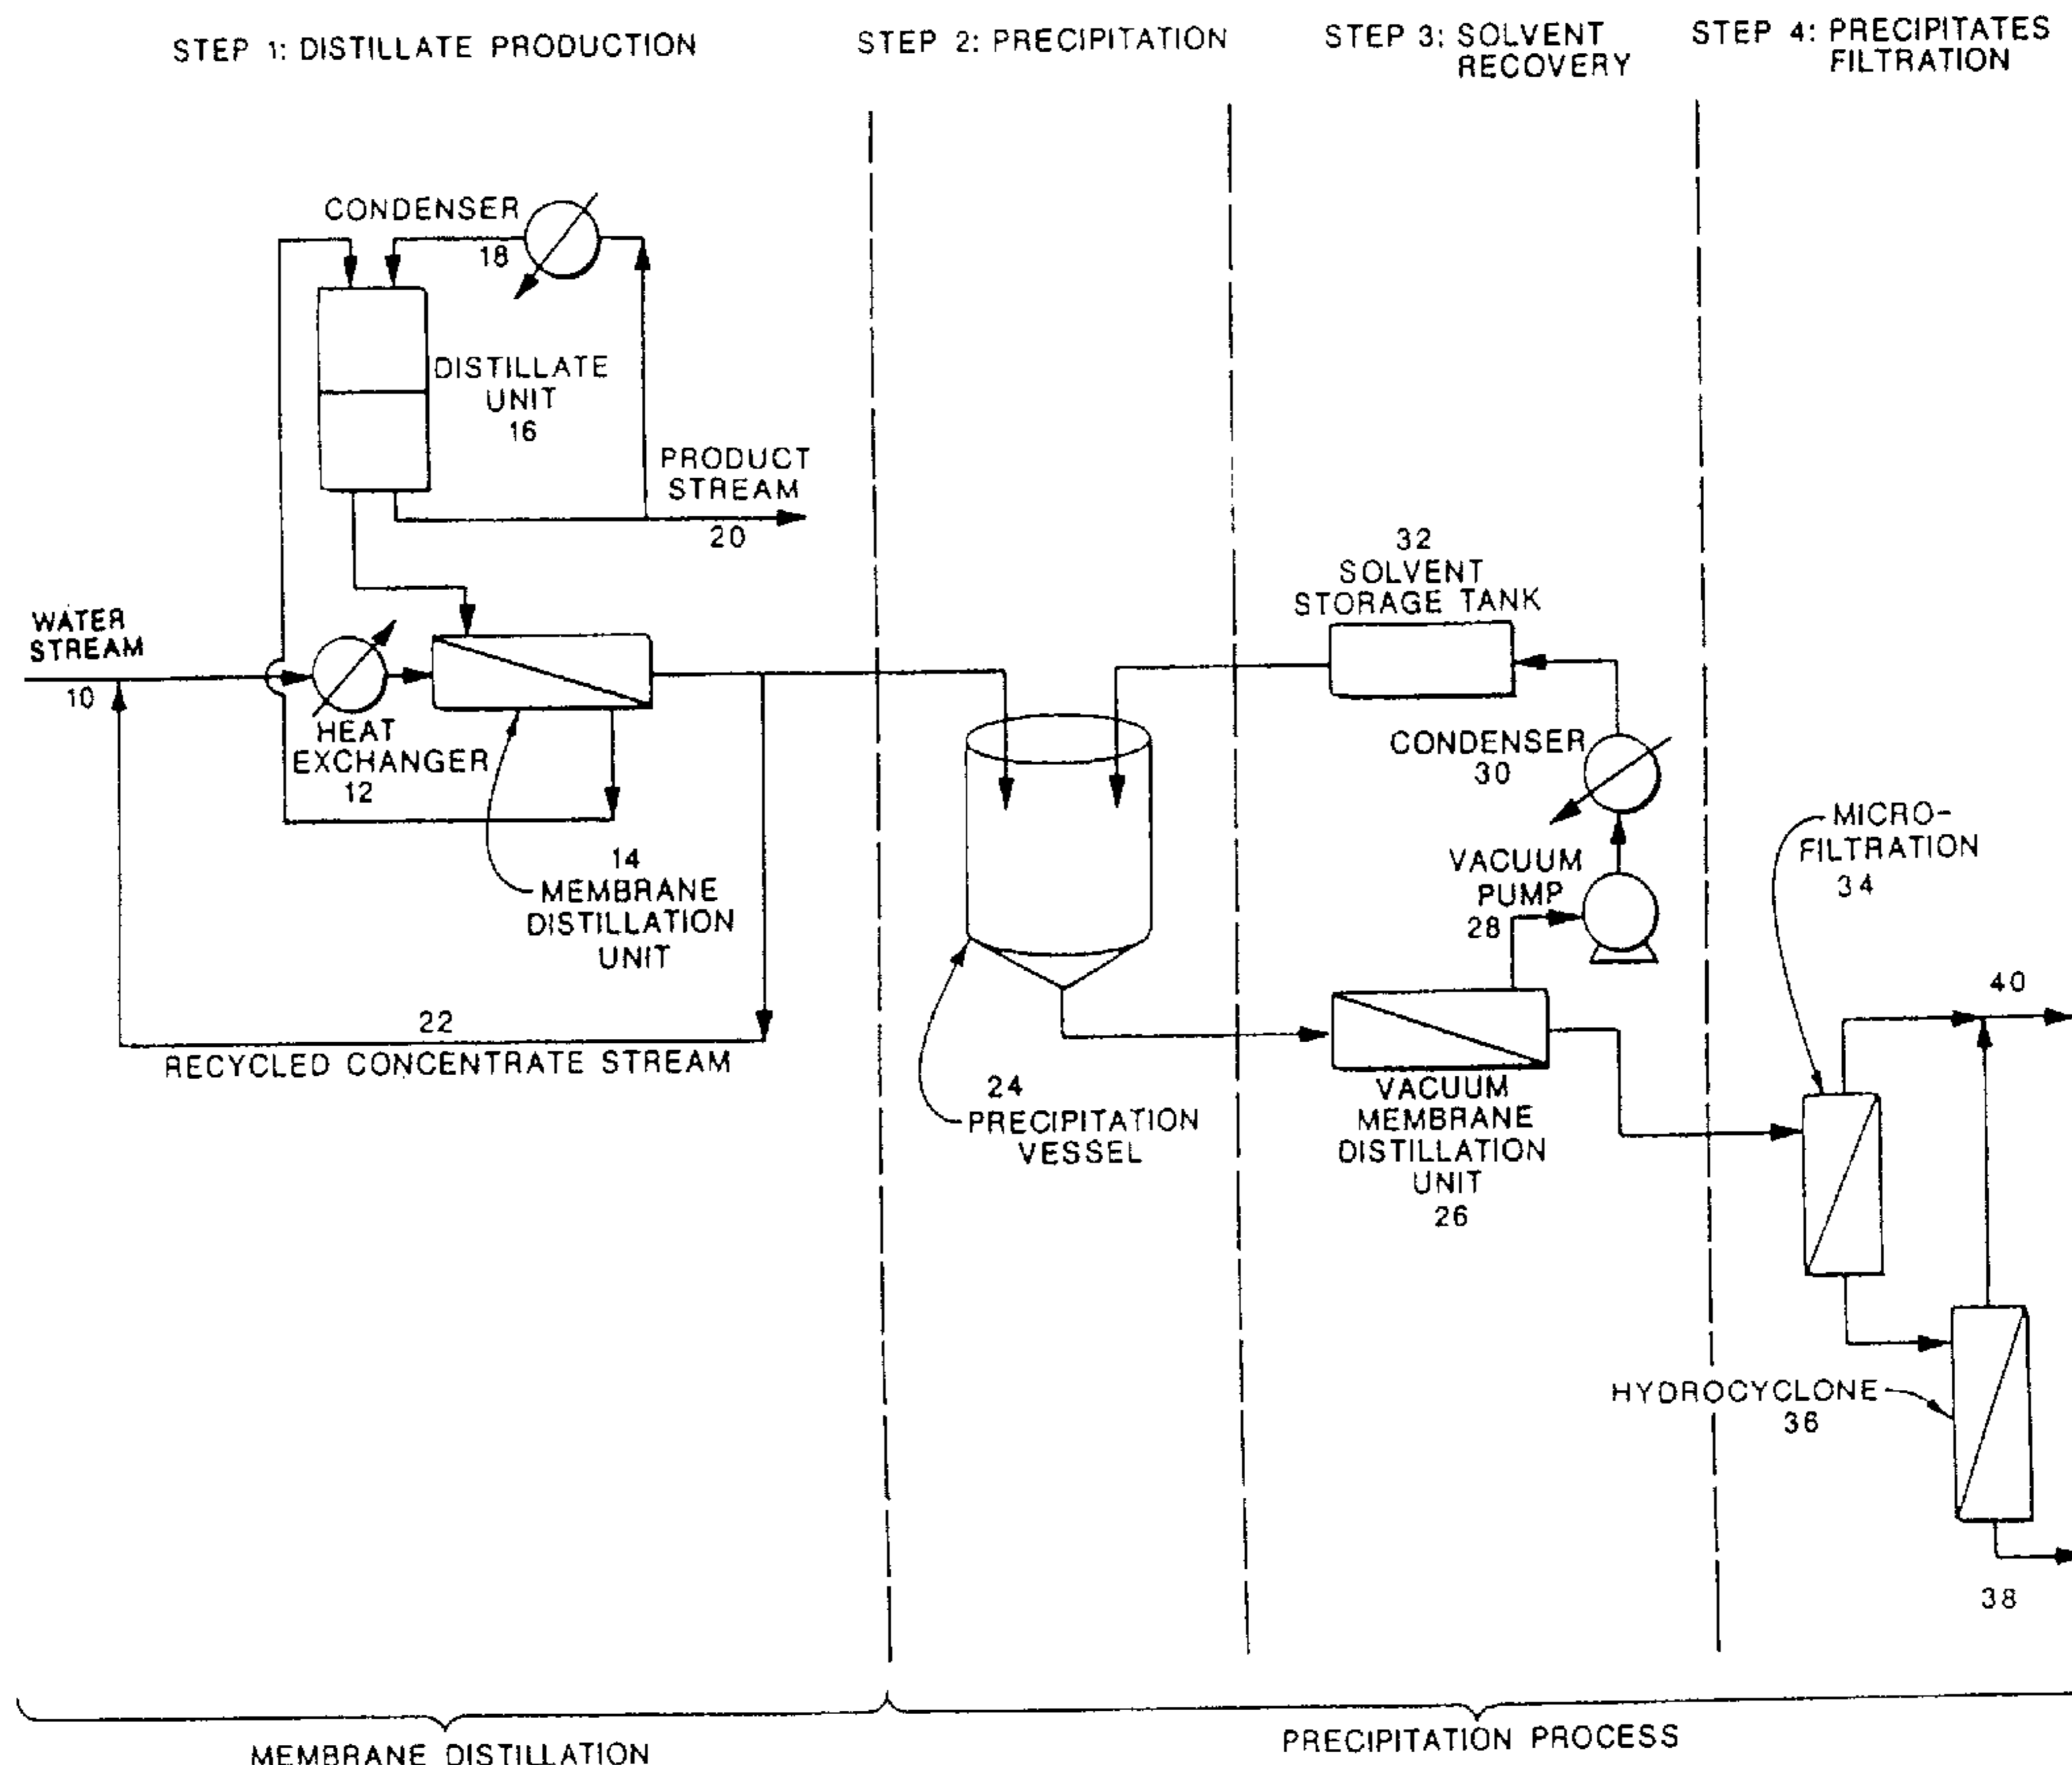 STEP 1: DISTILLATE PRODUCTION
STEP 2: PRECIPITATION
STEP 3: SOLVENT
RECOVERY
STEP 4: PRECIPITATES
FILTRATION
CONDENSER
18
DISTILLATE
UNIT
16
PRODUCT
STREAM
20
WATER
STREAM
10
HEAT
EXCHANGER
12
14
MEMBRANE
DISTILLATION
UNIT
22
RECYCLED CONCENTRATE STREAM
24
PRECIPITATION
VESSEL
32
SOLVENT
STORAGE TANK
CONDENSER
30
VACUUM
PUMP
28
VACUUM
MEMBRANE
DISTILLATION
UNIT
26
MICRO-
FILTRATION
34
40
HYDROCYCLONE
36
38
MEMBRANE DISTILLATION
PRECIPITATION PROCESS